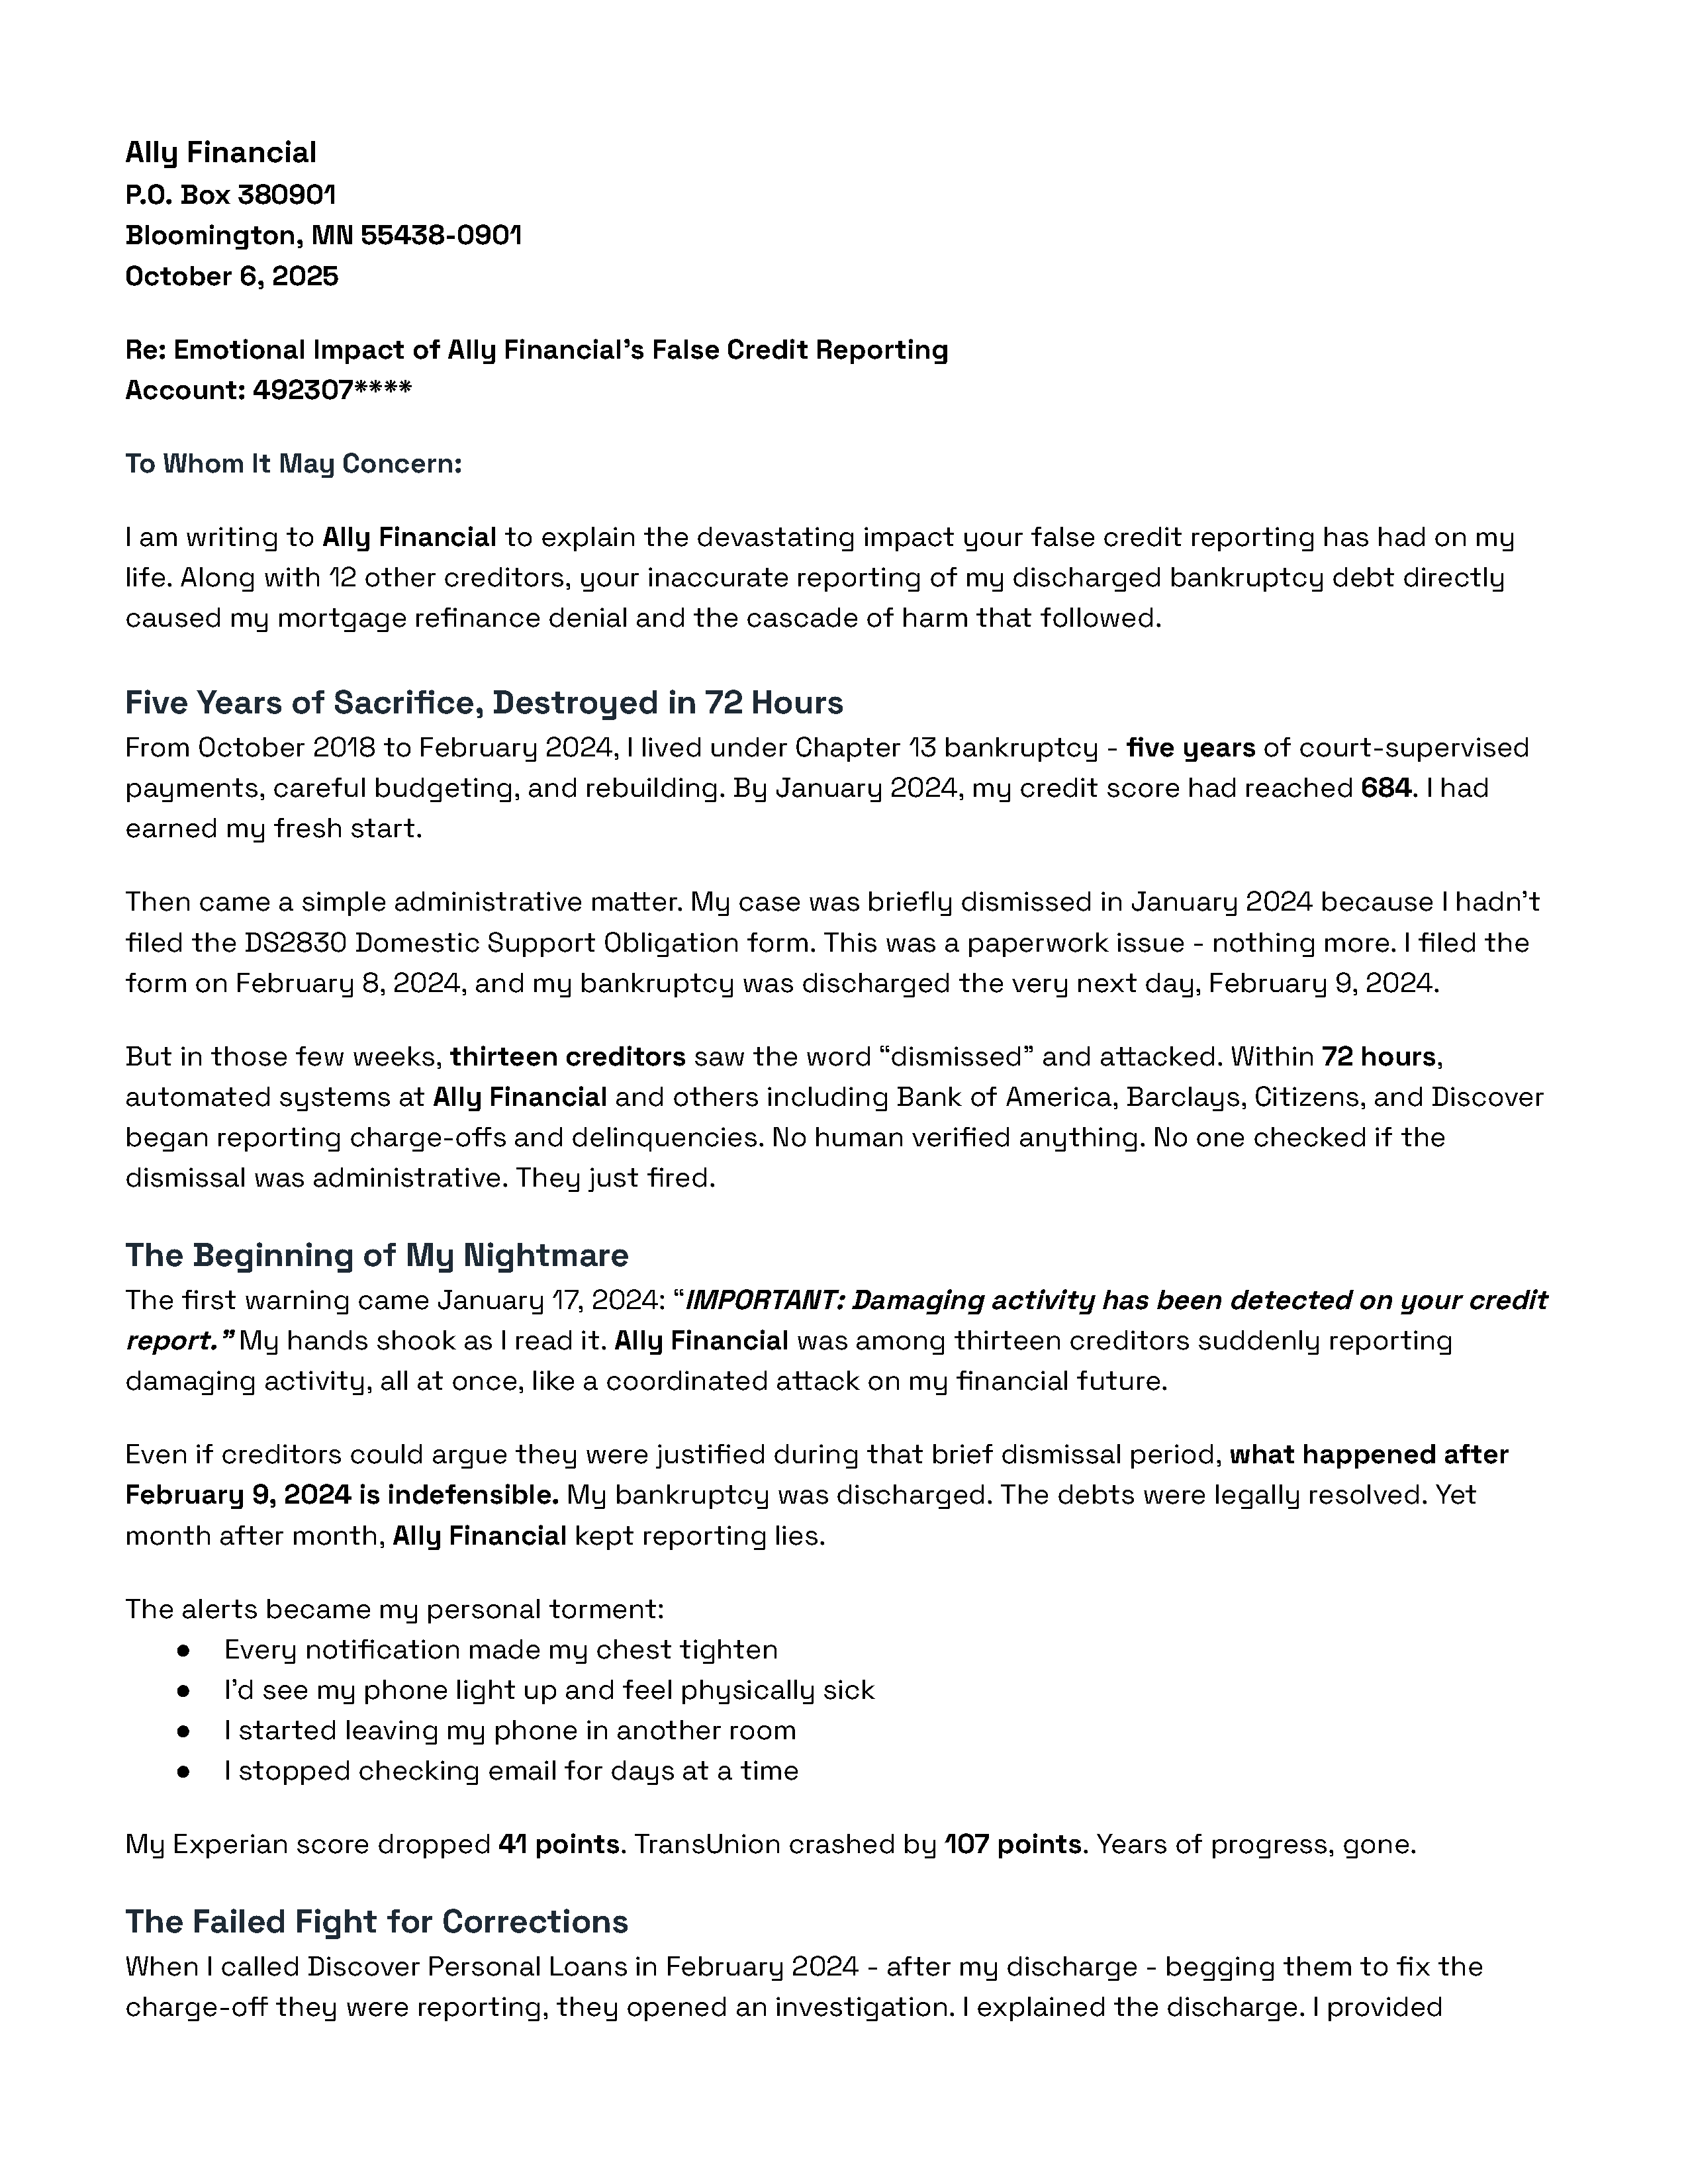 Ally Financial
P.O. Box 380901
Bloomington, MN 55438-0901
October 6, 2025
Re: Emotional Impact of Ally Financial’s False Credit Reporting
Account: 492307****
To Whom It May Concern:
I am writing to Ally Financial to explain the devastating impact your false credit reporting has had on my
life. Along with 12 other creditors, your inaccurate reporting of my discharged bankruptcy debt directly
caused my mortgage refinance denial and the cascade of harm that followed.
Five Years of Sacrifice, Destroyed in 72 Hours
From October 2018 to February 2024, I lived under Chapter 13 bankruptcy - five years of court-supervised
payments, careful budgeting, and rebuilding. By January 2024, my credit score had reached 684. I had
earned my fresh start.
Then came a simple administrative matter. My case was briefly dismissed in January 2024 because I hadn’t
filed the DS2830 Domestic Support Obligation form. This was a paperwork issue - nothing more. I filed the
form on February 8, 2024, and my bankruptcy was discharged the very next day, February 9, 2024.
But in those few weeks, thirteen creditors saw the word “dismissed” and attacked. Within 72 hours,
automated systems at Ally Financial and others including Bank of America, Barclays, Citizens, and Discover
began reporting charge-offs and delinquencies. No human verified anything. No one checked if the
dismissal was administrative. They just fired.
The Beginning of My Nightmare
The first warning came January 17, 2024: “IMPORTANT: Damaging activity has been detected on your credit
report.” My hands shook as I read it. Ally Financial was among thirteen creditors suddenly reporting
damaging activity, all at once, like a coordinated attack on my financial future.
Even if creditors could argue they were justified during that brief dismissal period, what happened after
February 9, 2024 is indefensible. My bankruptcy was discharged. The debts were legally resolved. Yet
month after month, Ally Financial kept reporting lies.
The alerts became my personal torment:
● Every notification made my chest tighten
● I’d see my phone light up and feel physically sick
● I started leaving my phone in another room
● I stopped checking email for days at a time
My Experian score dropped 41 points. TransUnion crashed by 107 points. Years of progress, gone.
The Failed Fight for Corrections
When I called Discover Personal Loans in February 2024 - after my discharge - begging them to fix the
charge-off they were reporting, they opened an investigation. I explained the discharge. I provided